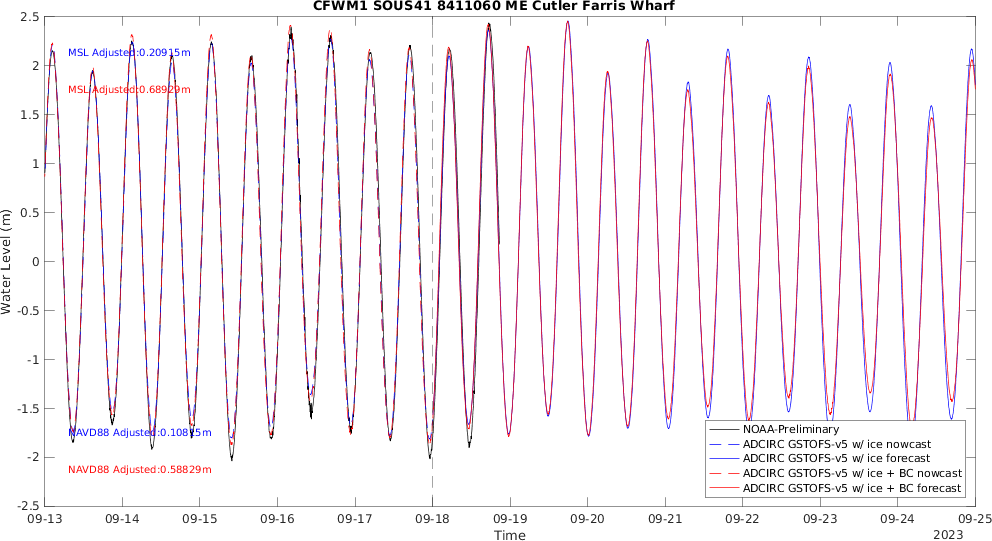 CFWM1 SOUS41 8411060 ME Cutler Farris Wharf
2.5
2
1.5
1
0.5
0
-0.5
-1
-1.5
-2
-2.5
Water Level (m)
MSL Adjusted:0.20915m
MSL Adjusted:0.68929m
NAVD88 Adjusted:0.10815m
NAVD88 Adjusted:0.58829m
NOAA-Preliminary
ADCIRC GSTOFS-v5 w/ ice nowcast
ADCIRC GSTOFS-v5 w/ ice forecast
ADCIRC GSTOFS-v5 w/ ice + BC nowcast
ADCIRC GSTOFS-v5 w/ ice + BC forecast
09-13 09-14 09-15 09-16 09-17 09-18 09-19 09-20 09-21 09-22 09-23 09-24 09-25
Time
2023